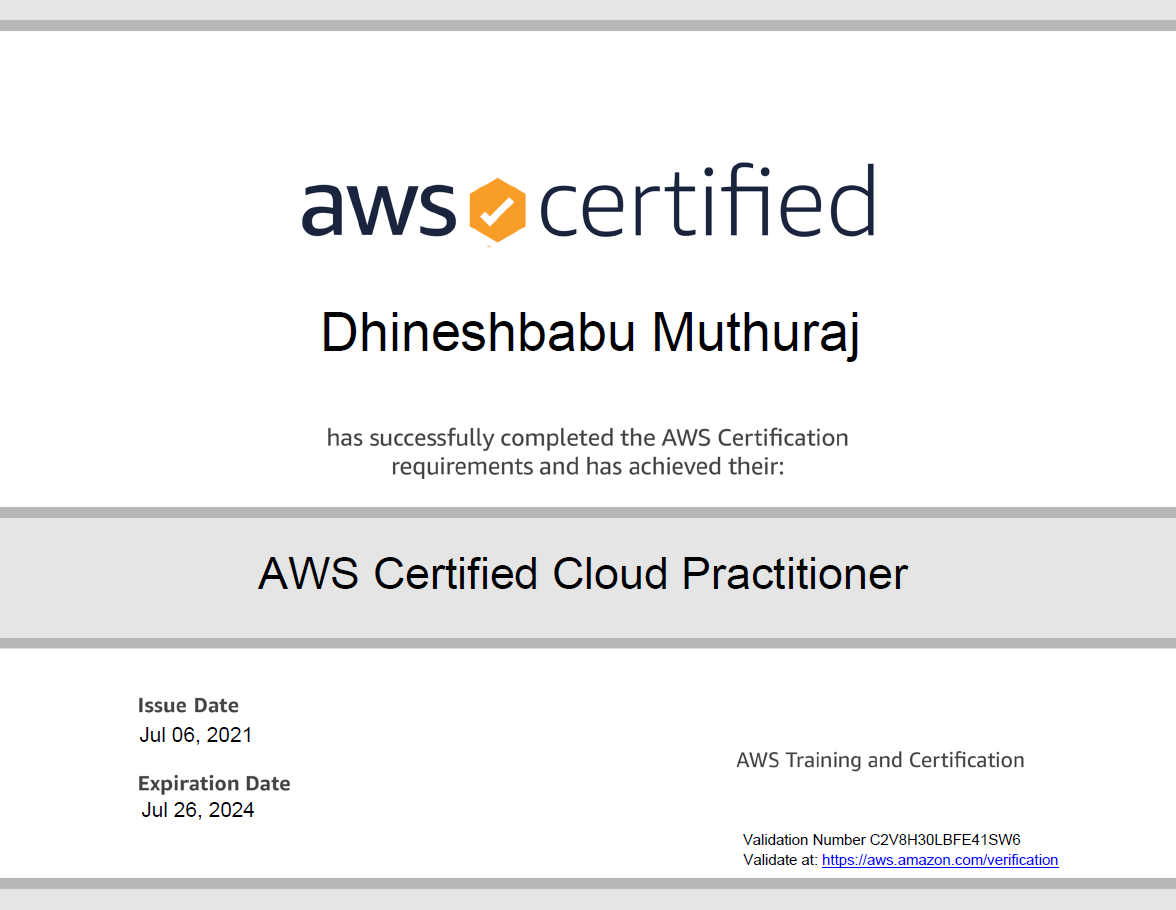 aws certified
Dhineshbabu Muthuraj
has successfully completed the AWS Certification
requirements and has achieved their:
AWS Certified Cloud Practitioner
Issue Date
Jul 06, 2021
Expiration Date
Jul 26, 2024
AWS Training and Certification
Validation Number C2V8H30LBFE41SW6
Validate at: https://aws.amazon.com/verification